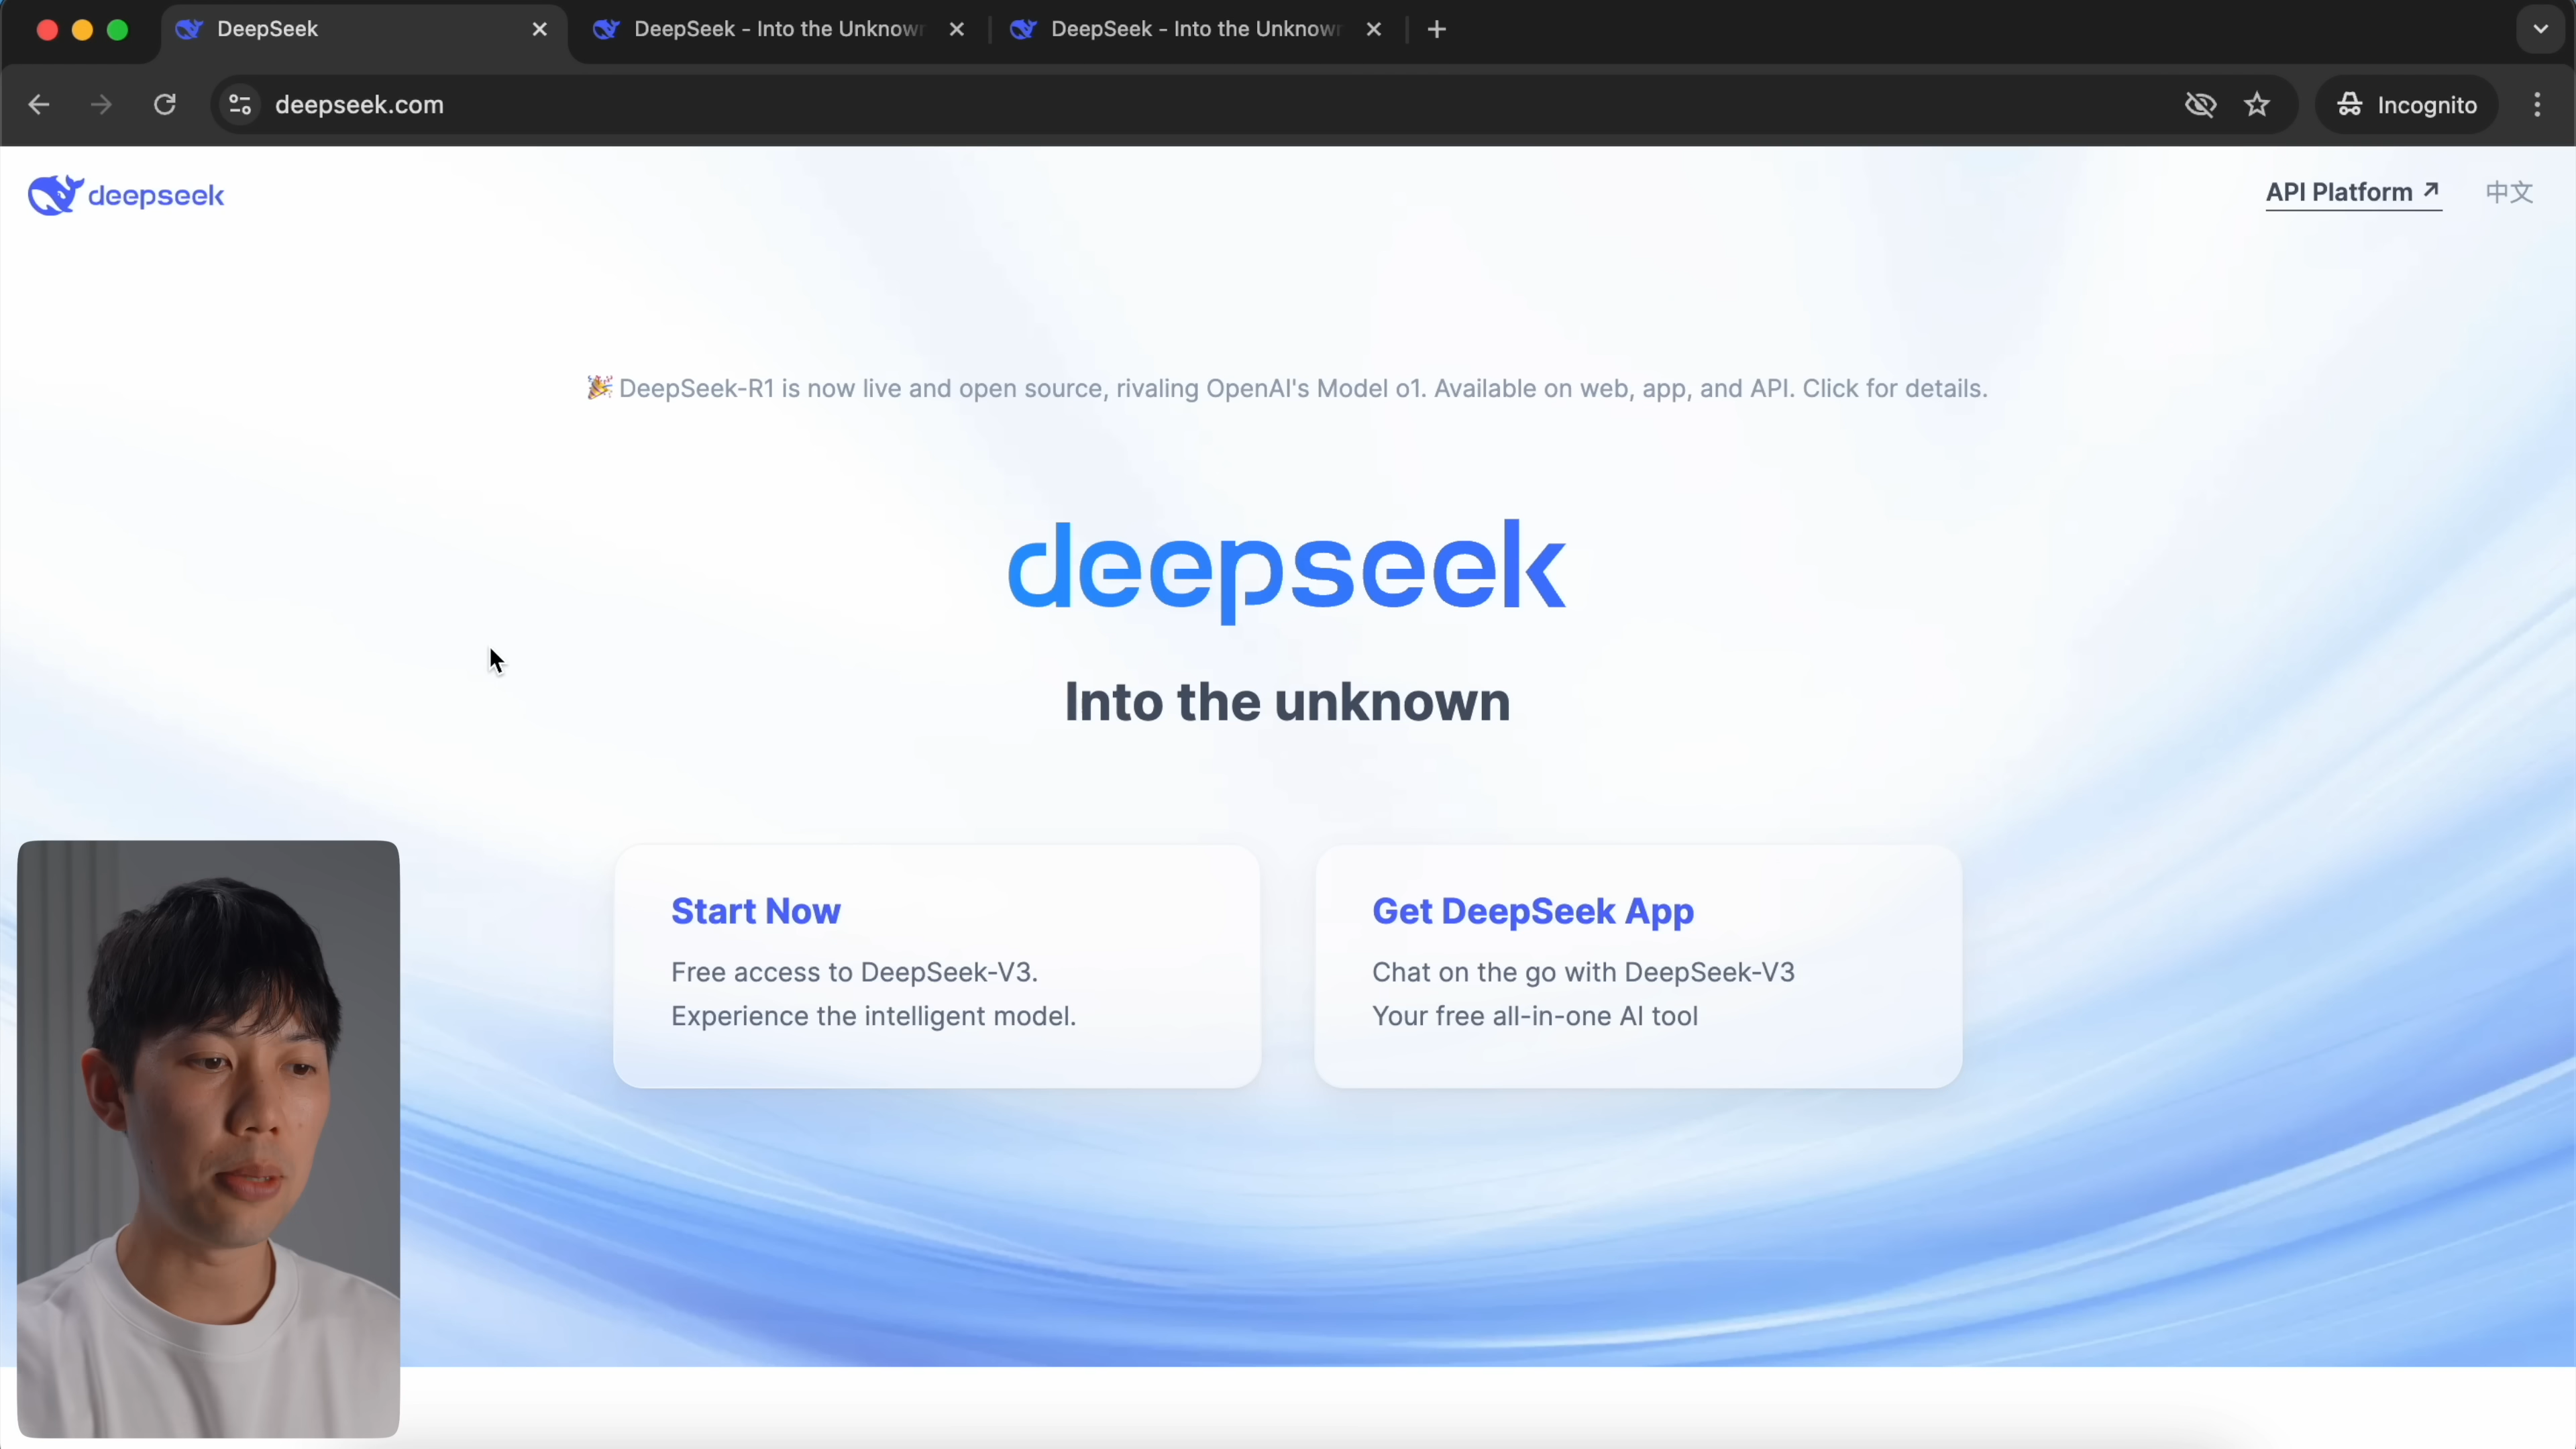 DeepSeek
DeepSeek - Into the Unknown
DeepSeek - Into the Unknown
deepseek.com
Incognito
deepseek
API Platform ↗
中文
🎉 DeepSeek-R1 is now live and open source, rivaling OpenAI's Model o1. Available on web, app, and API. Click for details.
deepseek
Into the unknown
Start Now
Free access to DeepSeek-V3.
Experience the intelligent model.
Get DeepSeek App
Chat on the go with DeepSeek-V3
Your free all-in-one AI tool